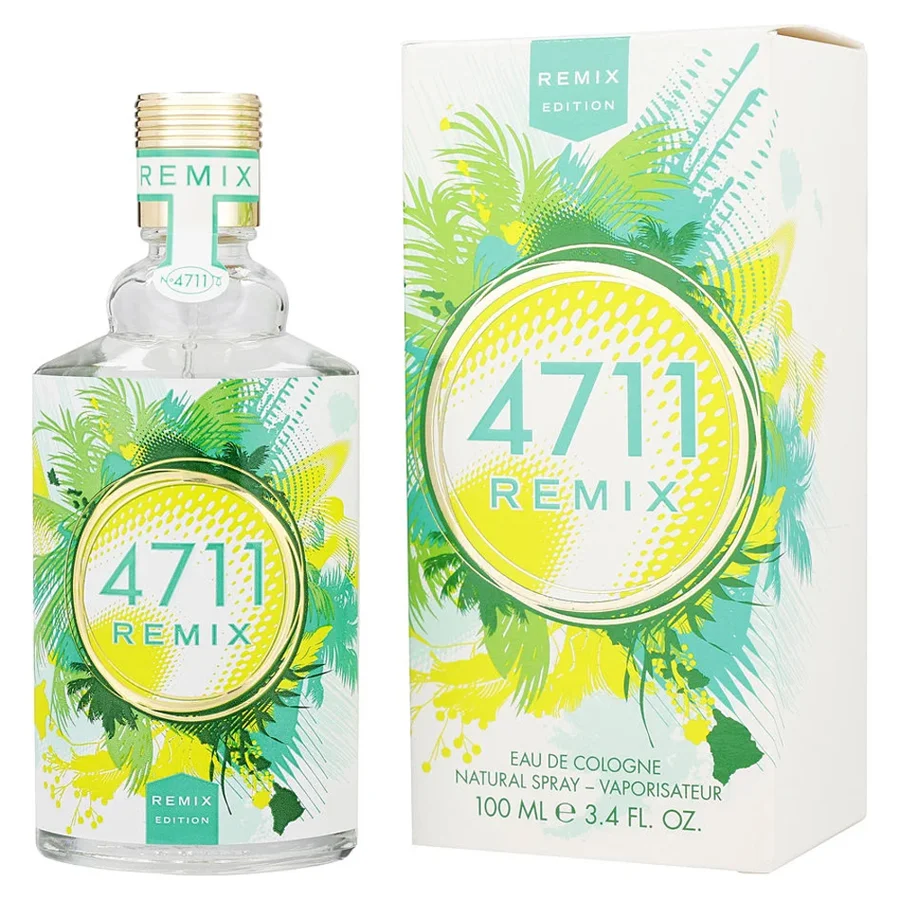 REMIX
Nº4711
4711
REMIX
REMIX
EDITION
REMIX
EDITION
4711
REMIX
EAU DE COLOGNE
NATURAL SPRAY – VAPORISATEUR
100 ML ℮ 3.4 FL. OZ.